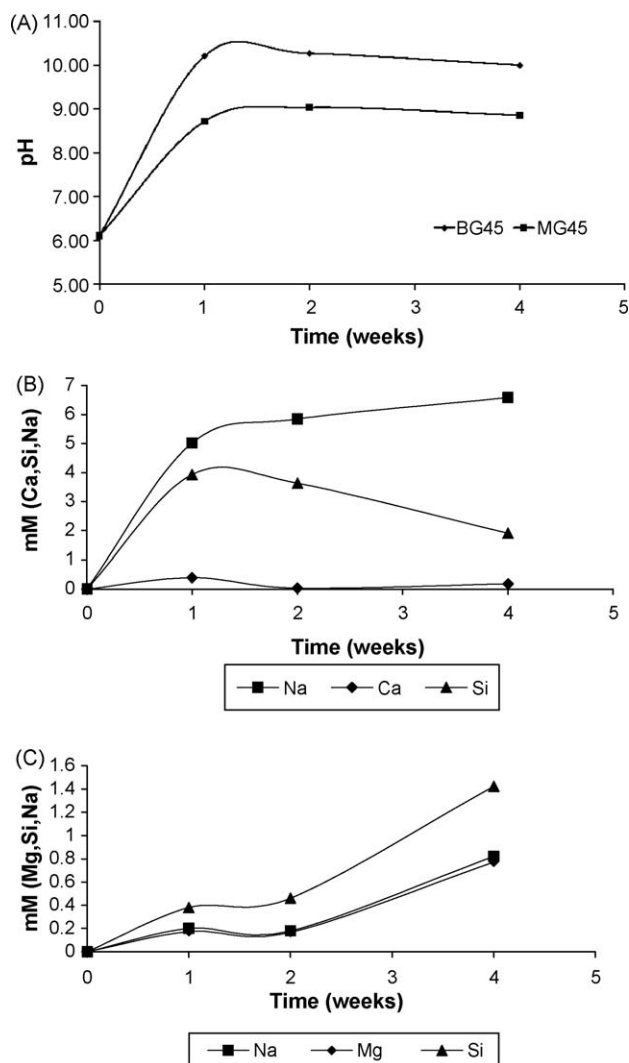 (A)
11.00
10.00
9.00
8.00
7.00
6.00
5.00
pH
BG45 MG45
0 1 2 3 4 5
Time (weeks)
(B)
7
6
5
4
3
2
1
0
mM (Ca,Si,Na)
0 1 2 3 4 5
Time (weeks)
Na Ca Si
(C)
1.6
1.4
1.2
1
0.8
0.6
0.4
0.2
0
mM (Mg,Si,Na)
0 1 2 3 4 5
Time (weeks)
Na Mg Si